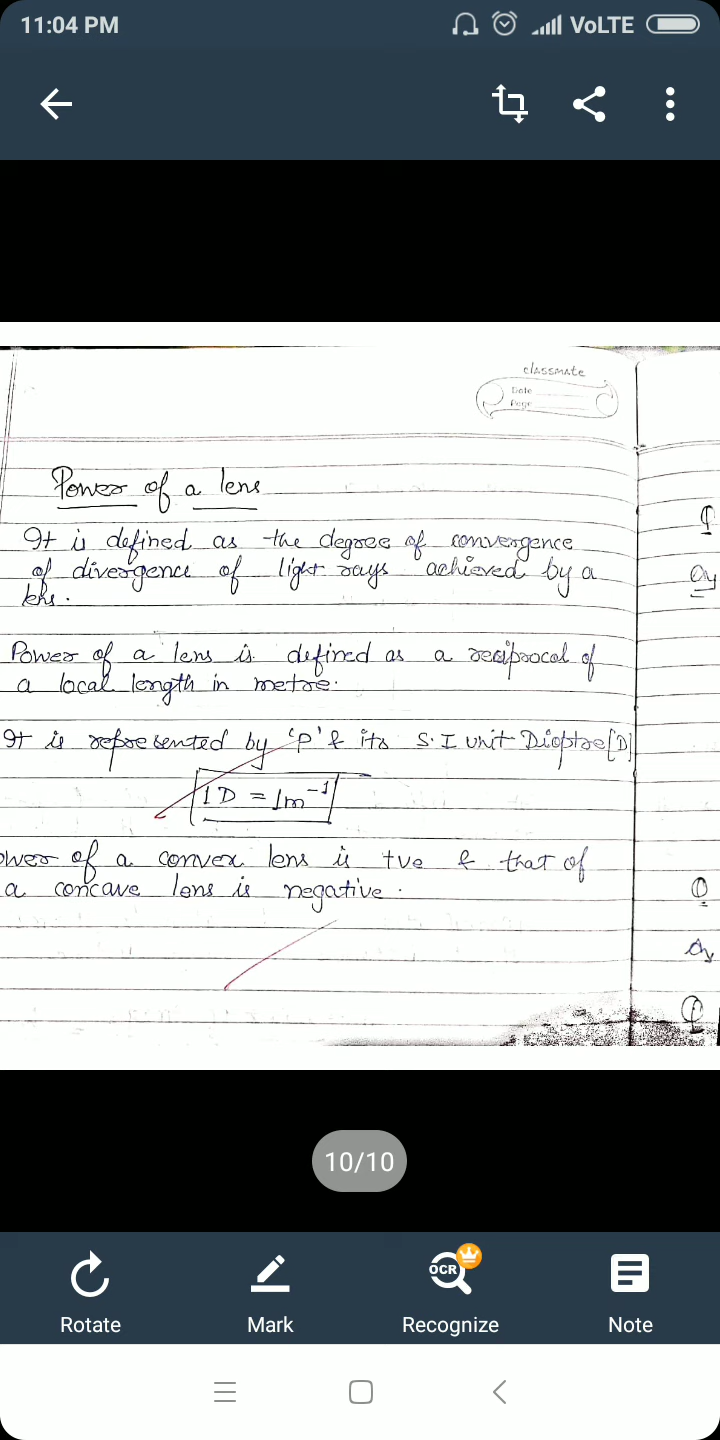 11:04 PM VoLTE
classmate
Date
Page
Power of a lens
It is defined as the degree of convergence
of divergence of light rays achieved by a
lens.
Power of a lens is defined as a reciprocal of
a local length in metre.
It is represented by 'P' & its S.I unit Dioptre [D]
1D = 1m⁻¹
ower of a convex lens is +ve & that of
a concave lens is negative.
10/10
OCR
Rotate Mark Recognize Note